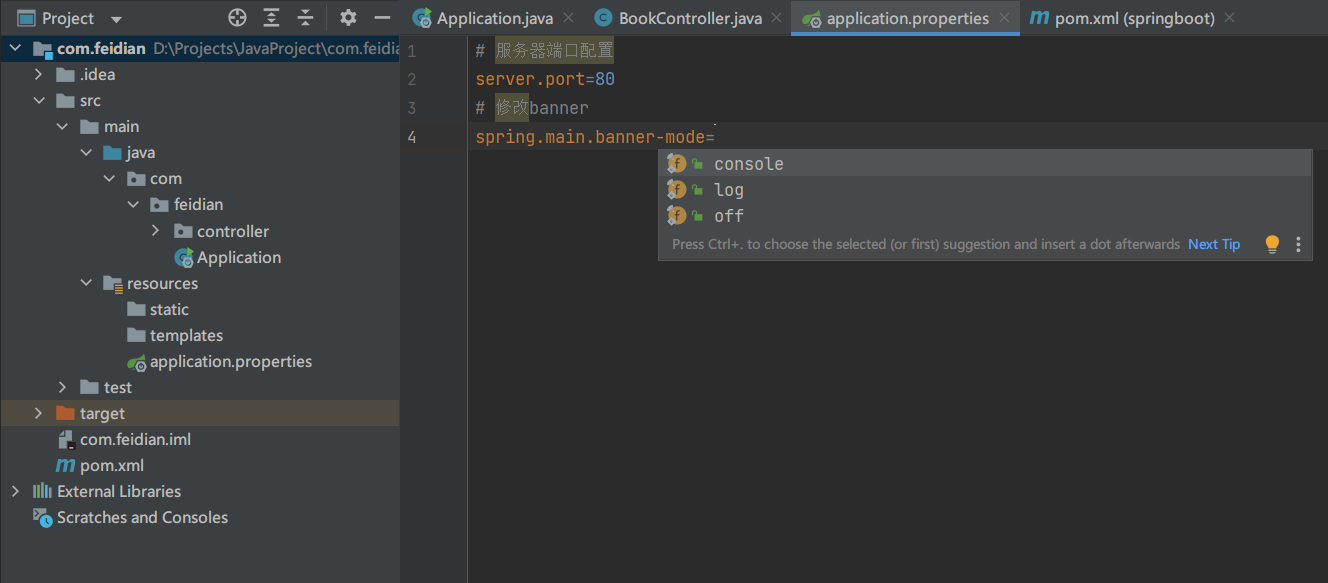 Project
Application.java
BookController.java
application.properties
pom.xml (springboot)
com.feidian D:\Projects\JavaProject\com.feidia
.idea
src
main
java
com
feidian
controller
Application
resources
static
templates
application.properties
test
target
com.feidian.iml
pom.xml
External Libraries
Scratches and Consoles
1 # 服务器端口配置
2 server.port=80
3 # 修改banner
4 spring.main.banner-mode=
console
log
off
Press Ctrl+. to choose the selected (or first) suggestion and insert a dot afterwards Next Tip